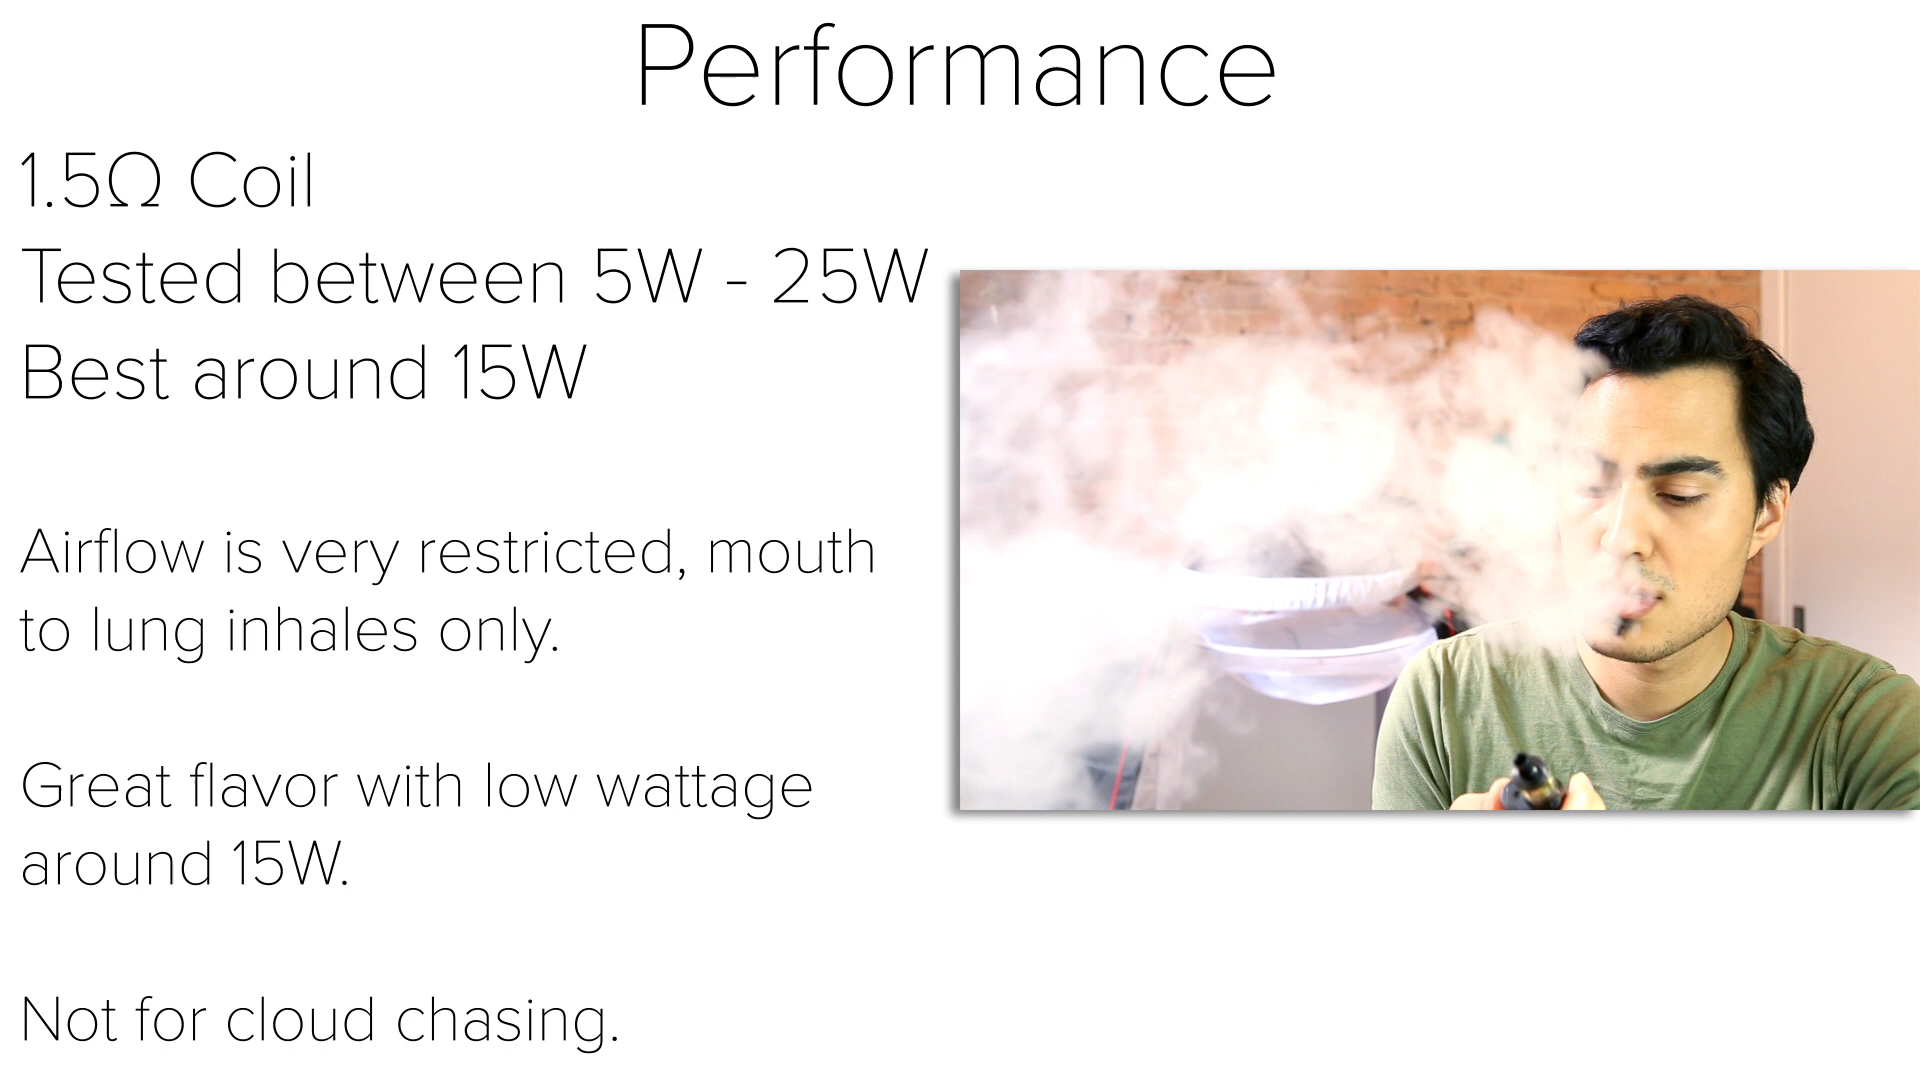 Performance
1.5Ω Coil
Tested between 5W - 25W
Best around 15W
Airflow is very restricted, mouth
to lung inhales only.
Great flavor with low wattage
around 15W.
Not for cloud chasing.